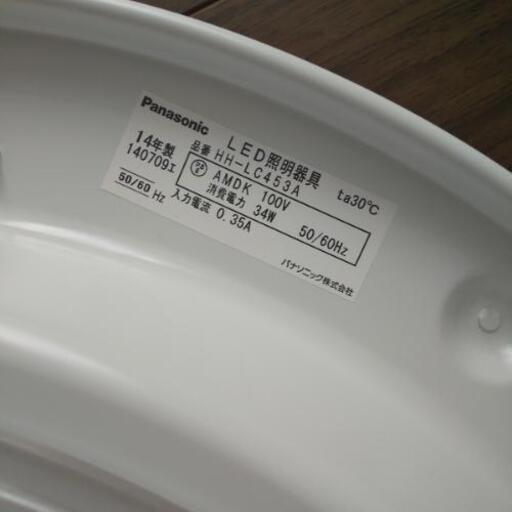 Panasonic
LED照明器具 ta30℃
14年製 品番 HH-LC453A
140709エ AMDK 100V
50/60 Hz 消費電力 34W 50/60Hz
入力電流 0.35A
パナソニック株式会社